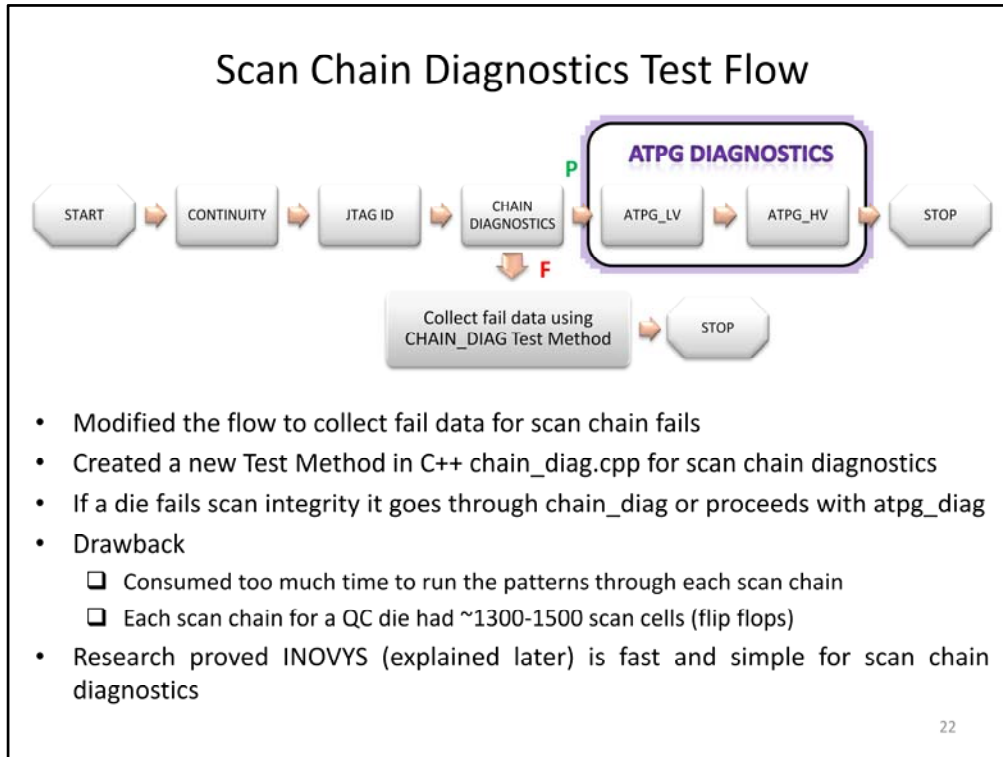 Scan Chain Diagnostics Test Flow
ATPG DIAGNOSTICS
P
START
CONTINUITY
JTAG ID
CHAIN
DIAGNOSTICS
ATPG_LV
ATPG_HV
STOP
F
Collect fail data using
CHAIN_DIAG Test Method
STOP
• Modified the flow to collect fail data for scan chain fails
• Created a new Test Method in C++ chain_diag.cpp for scan chain diagnostics
• If a die fails scan integrity it goes through chain_diag or proceeds with atpg_diag
• Drawback
❑ Consumed too much time to run the patterns through each scan chain
❑ Each scan chain for a QC die had ~1300-1500 scan cells (flip flops)
• Research proved INOVYS (explained later) is fast and simple for scan chain
diagnostics
22